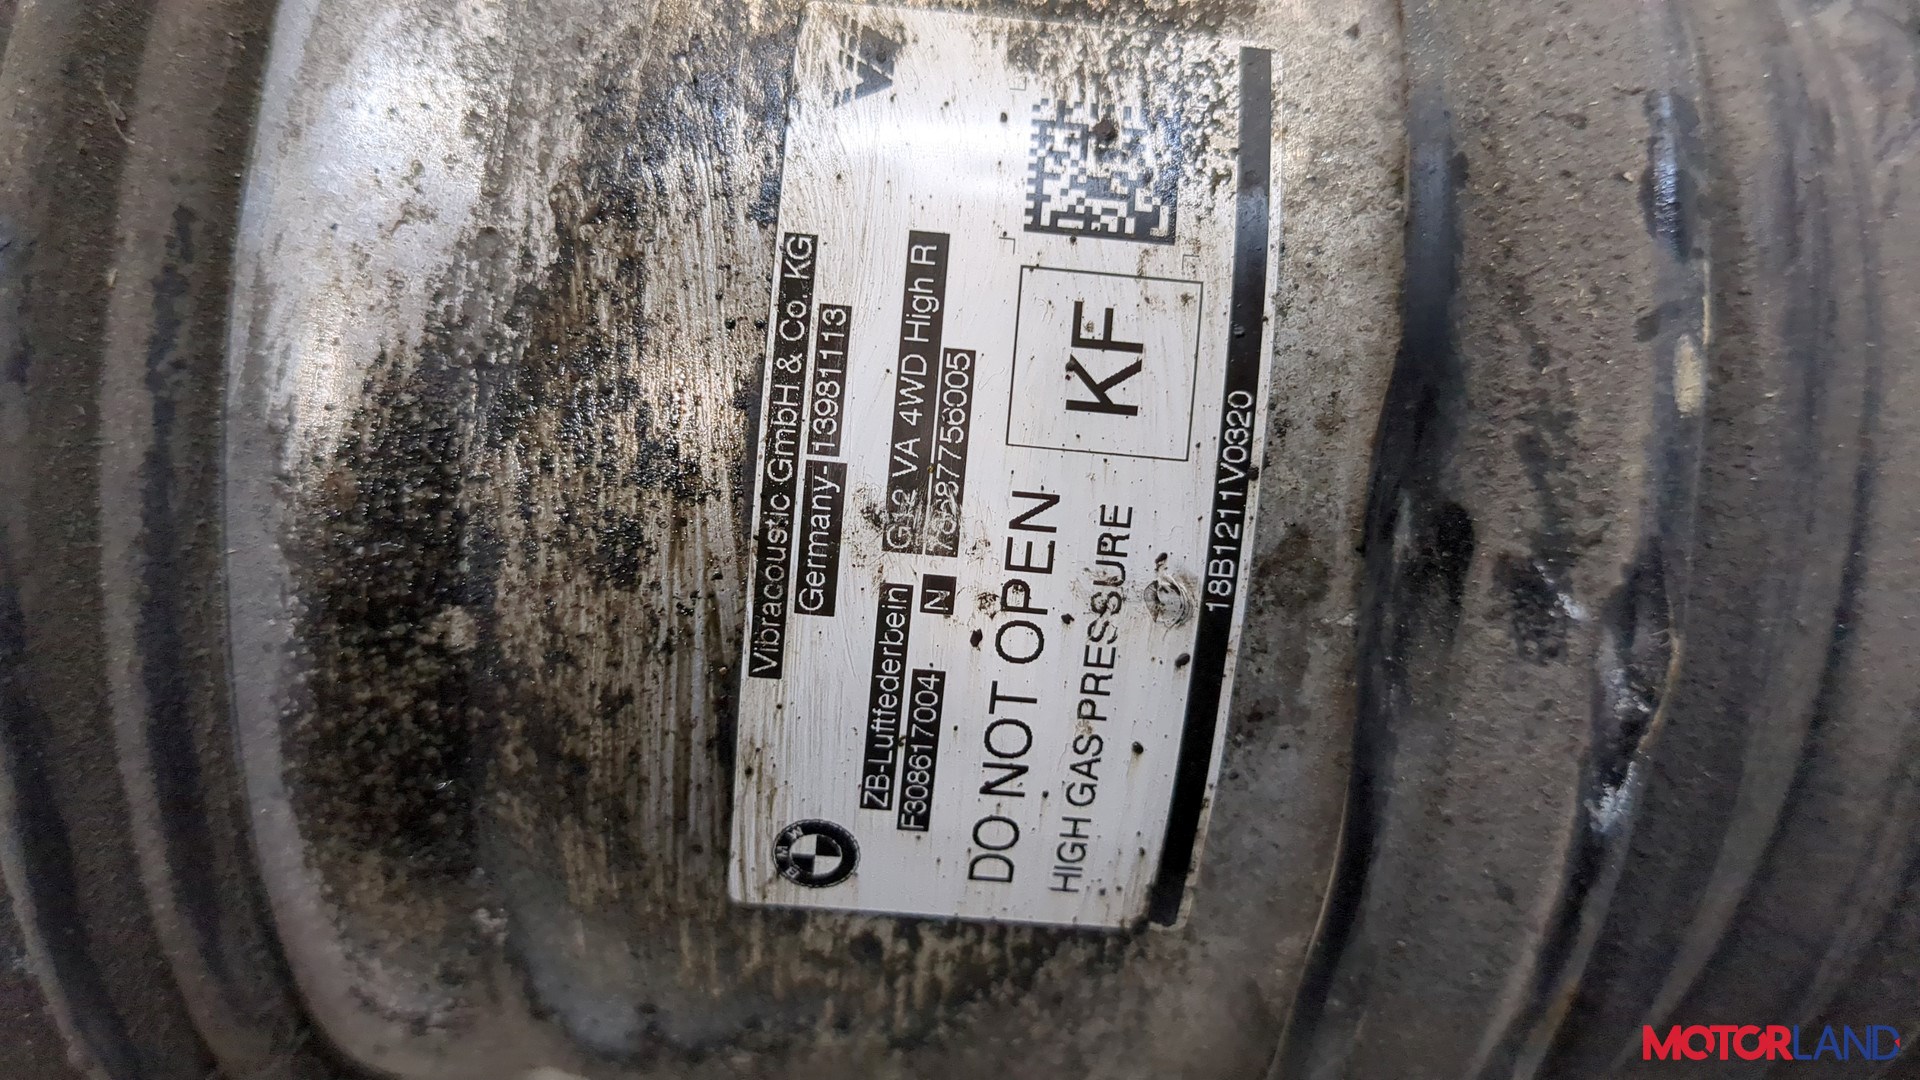 Vibracoustic GmbH & Co. KG
Germany- 13981113
BMW
ZB-Luftfederbein G12 VA 4WD High R
F308617004 N
DO NOT OPEN
HIGH GAS PRESSURE
KF
18B1211V0320
MOTORLAND